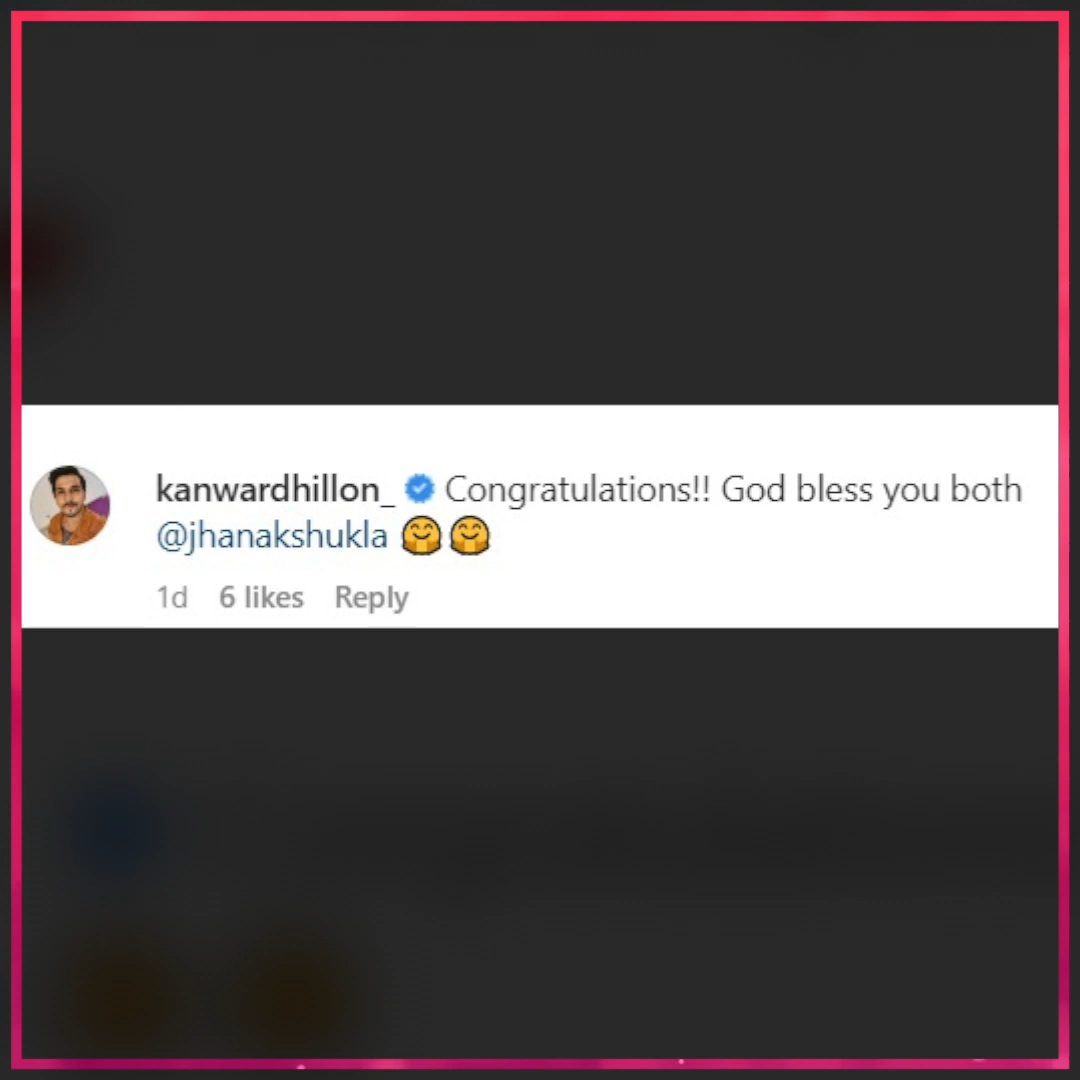 kanwardhillon_ Congratulations!! God bless you both
@jhanakshukla 🤗🤗
1d 6 likes Reply